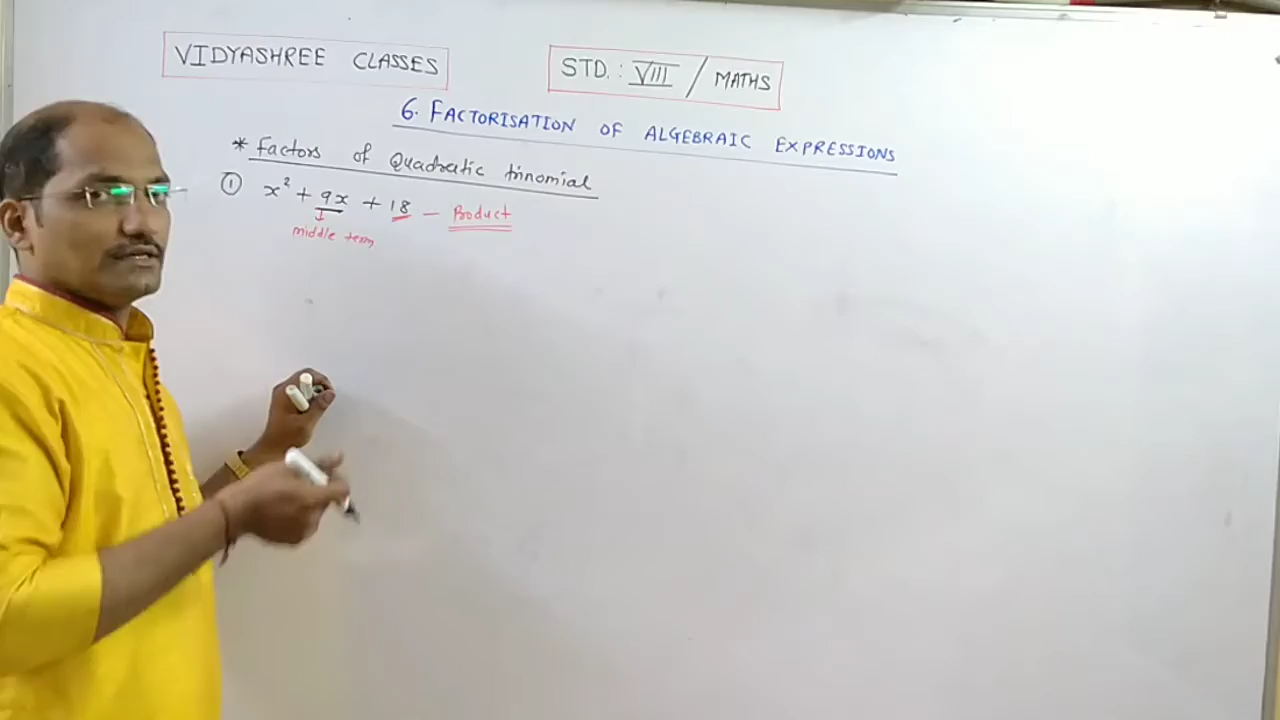 VIDYASHREE CLASSES
STD.: VIII / MATHS
6. FACTORISATION OF ALGEBRAIC EXPRESSIONS
* Factors of Quadratic trinomial
① x² + 9x + 18 — Product
middle term